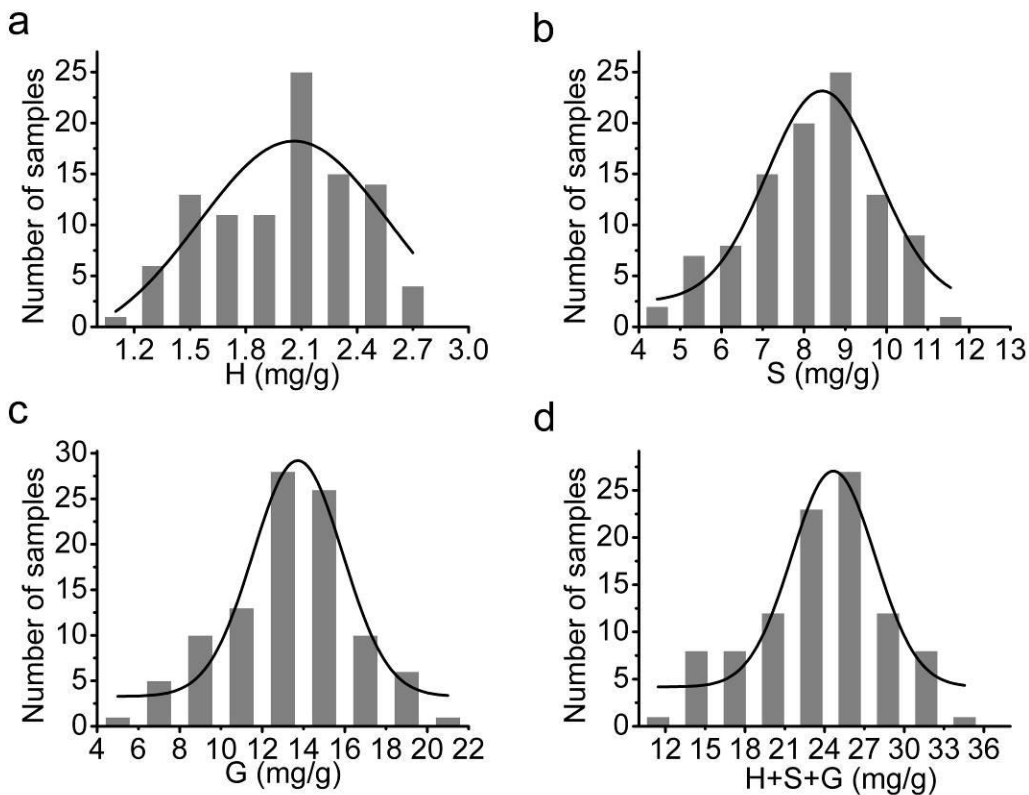 a
Number of samples
25
20
15
10
5
0
1.2 1.5 1.8 2.1 2.4 2.7 3.0
H (mg/g)
b
Number of samples
25
20
15
10
5
0
4 5 6 7 8 9 10 11 12 13
S (mg/g)
c
Number of samples
30
25
20
15
10
5
0
4 6 8 10 12 14 16 18 20 22
G (mg/g)
d
Number of samples
25
20
15
10
5
0
12 15 18 21 24 27 30 33 36
H+S+G (mg/g)